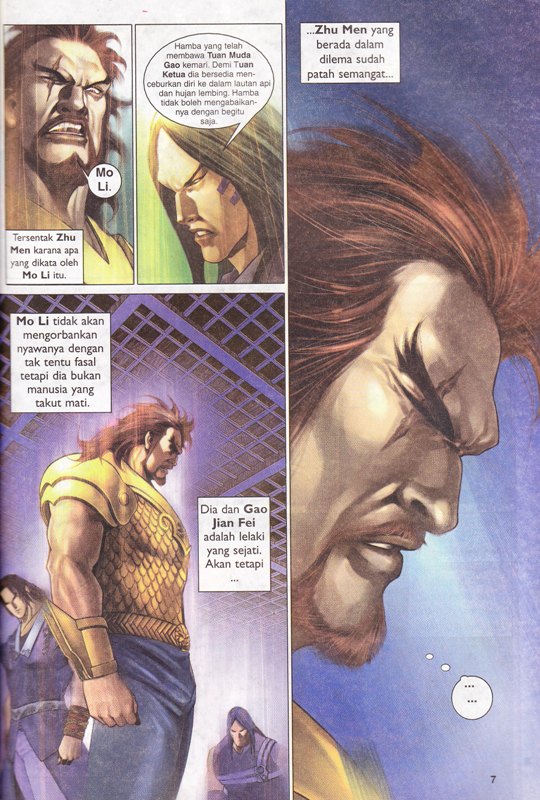 Mo
Li.
Tersentak Zhu
Men karana apa
yang dikata oleh
Mo Li itu.
Hamba yang telah
membawa Tuan Muda
Gao kemari. Demi Tuan
Ketua dia bersedia men-
ceburkan diri ke dalam lautan api
dan hujan lembing. Hamba
tidak boleh mengabaikan-
nya dengan begitu
saja.
Mo Li tidak akan
mengorbankan
nyawanya dengan
tak tentu fasal
tetapi dia bukan
manusia yang
takut mati.
Dia dan Gao
Jian Fei
adalah lelaki
yang sejati.
Akan tetapi
...
...Zhu Men yang
berada dalam
dilema sudah
patah semangat...
...
...
7